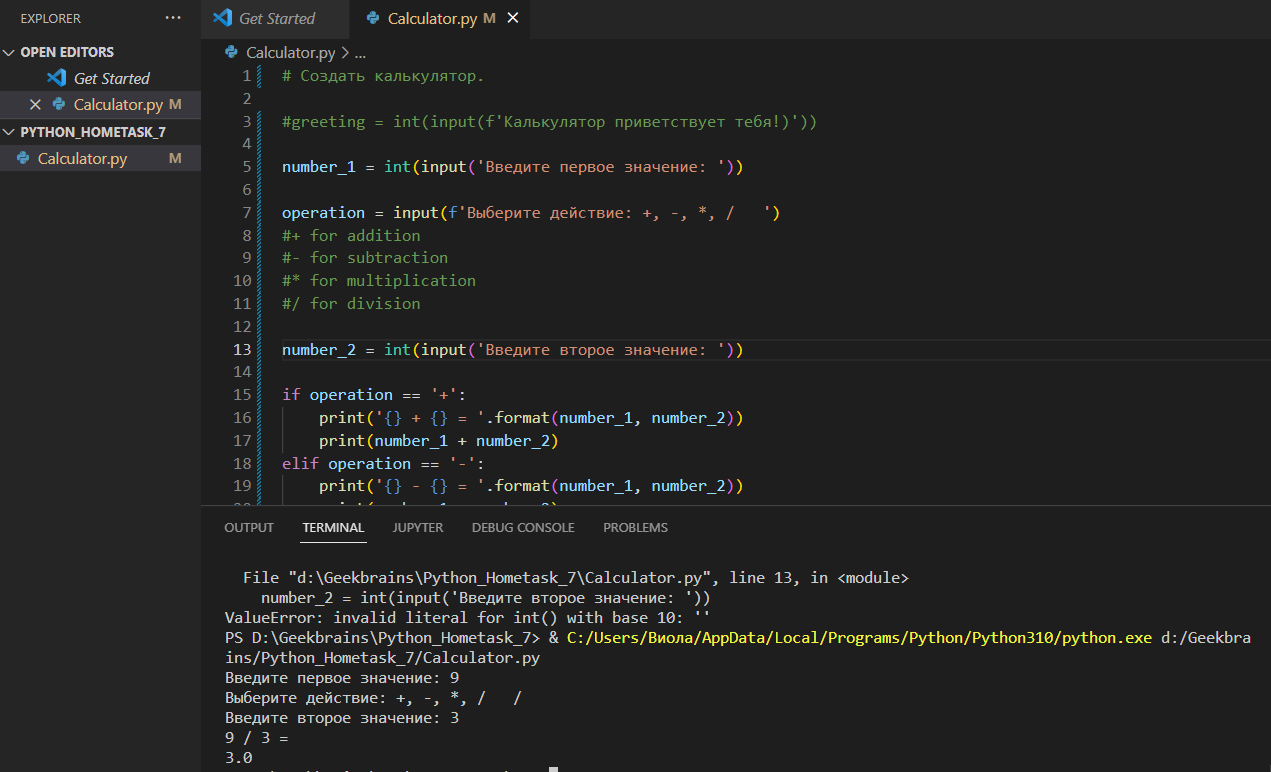 EXPLORER ...
OPEN EDITORS
Get Started
Calculator.py M
PYTHON_HOMETASK_7
Calculator.py M
Get Started Calculator.py M
Calculator.py > ...
1 # Создать калькулятор.
2
3 #greeting = int(input(f'Калькулятор приветствует тебя!)'))
4
5 number_1 = int(input('Введите первое значение: '))
6
7 operation = input(f'Выберите действие: +, -, *, /   ')
8 #+ for addition
9 #- for subtraction
10 #* for multiplication
11 #/ for division
12
13 number_2 = int(input('Введите второе значение: '))
14
15 if operation == '+':
16     print('{} + {} = '.format(number_1, number_2))
17     print(number_1 + number_2)
18 elif operation == '-':
19     print('{} - {} = '.format(number_1, number_2))
OUTPUT TERMINAL JUPYTER DEBUG CONSOLE PROBLEMS
File "d:\Geekbrains\Python_Hometask_7\Calculator.py", line 13, in <module>
number_2 = int(input('Введите второе значение: '))
ValueError: invalid literal for int() with base 10: ''
PS D:\Geekbrains\Python_Hometask_7> & C:/Users/Виола/AppData/Local/Programs/Python/Python310/python.exe d:/Geekbra
ins/Python_Hometask_7/Calculator.py
Введите первое значение: 9
Выберите действие: +, -, *, /   /
Введите второе значение: 3
9 / 3 =
3.0